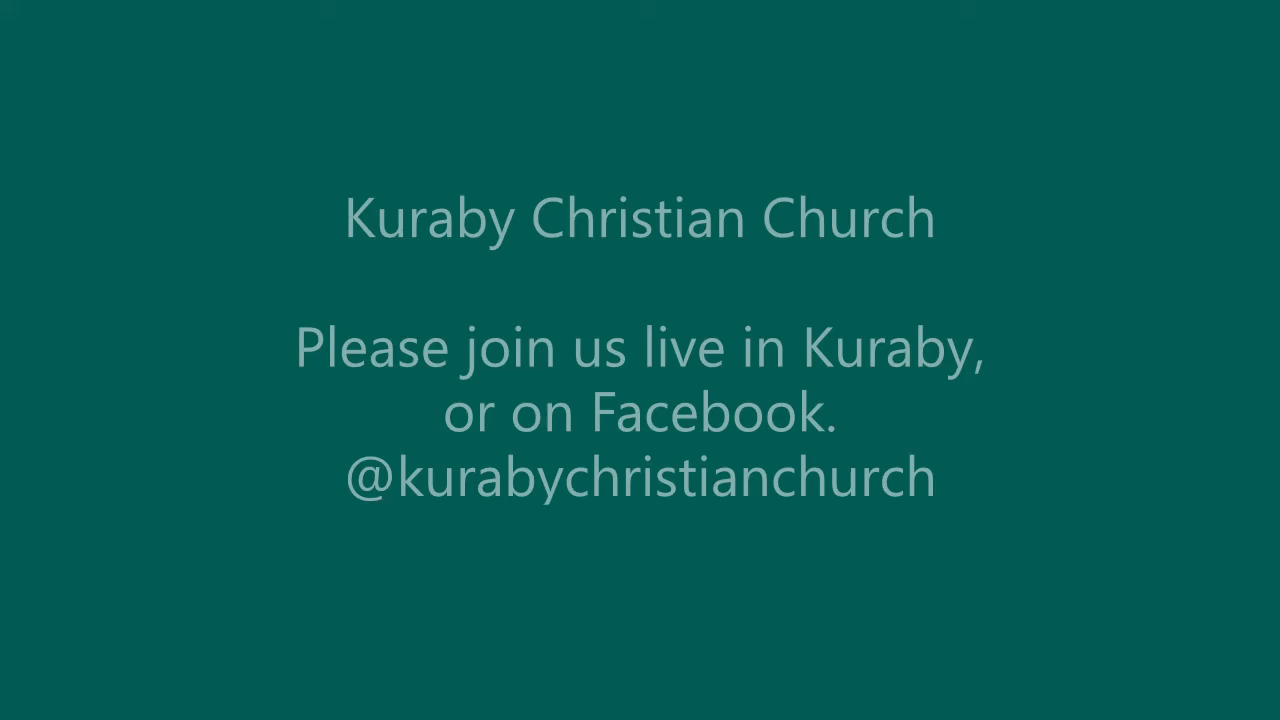 Kuraby Christian Church
Please join us live in Kuraby,
or on Facebook.
@kurabychristianchurch